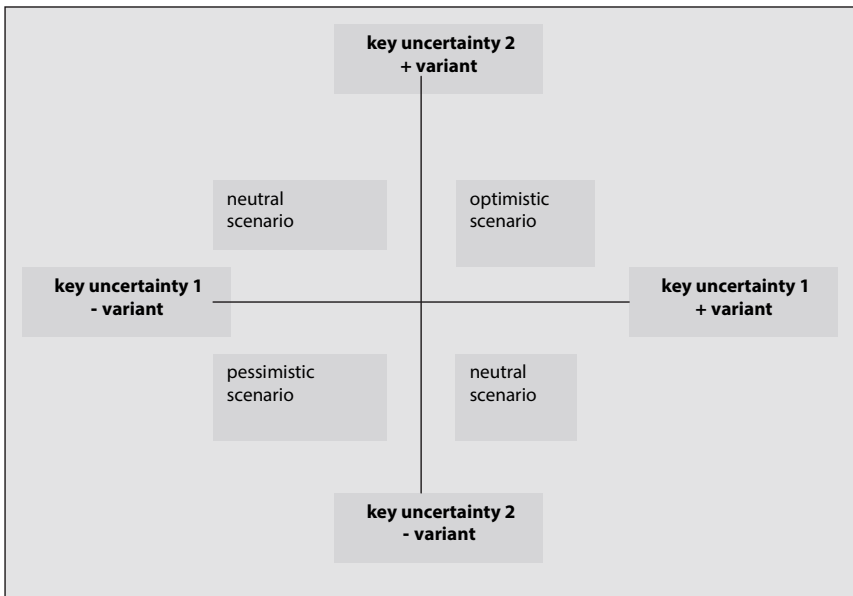 key uncertainty 2
+ variant
neutral
scenario
optimistic
scenario
key uncertainty 1
- variant
key uncertainty 1
+ variant
pessimistic
scenario
neutral
scenario
key uncertainty 2
- variant